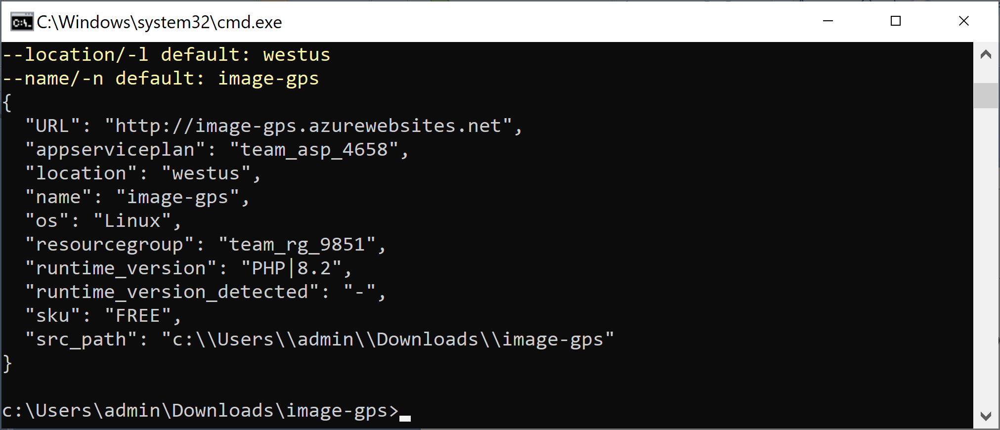 C:\Windows\system32\cmd.exe
--location/-l default: westus
--name/-n default: image-gps
{
  "URL": "http://image-gps.azurewebsites.net",
  "appserviceplan": "team_asp_4658",
  "location": "westus",
  "name": "image-gps",
  "os": "Linux",
  "resourcegroup": "team_rg_9851",
  "runtime_version": "PHP|8.2",
  "runtime_version_detected": "-",
  "sku": "FREE",
  "src_path": "c:\\Users\\admin\\Downloads\\image-gps"
}
c:\Users\admin\Downloads\image-gps>